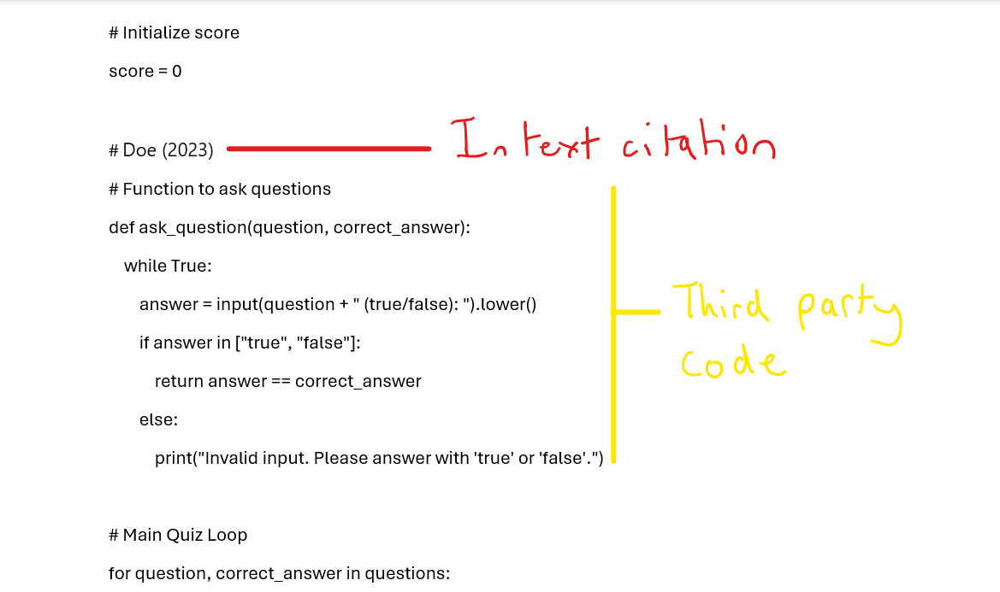 # Initialize score
score = 0
# Doe (2023) In text citation
# Function to ask questions
def ask_question(question, correct_answer):
while True:
answer = input(question + " (true/false): ").lower()
if answer in ["true", "false"]:
return answer == correct_answer
else:
print("Invalid input. Please answer with 'true' or 'false'.")
Third party
code
# Main Quiz Loop
for question, correct_answer in questions: